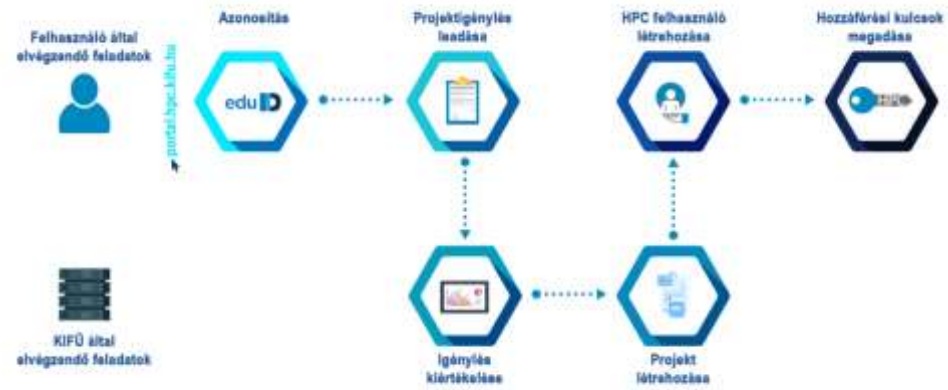 Felhasználó által
elvégzendő feladatok
portal.hpc.kifu.hu
Azonosítás
eduID
Projektigénylés
leadása
HPC felhasználó
létrehozása
Hozzáférési kulcsok
megadása
HPC
KIFÜ által
elvégzendő feladatok
Igénylés
kiértékelése
Projekt
létrehozása